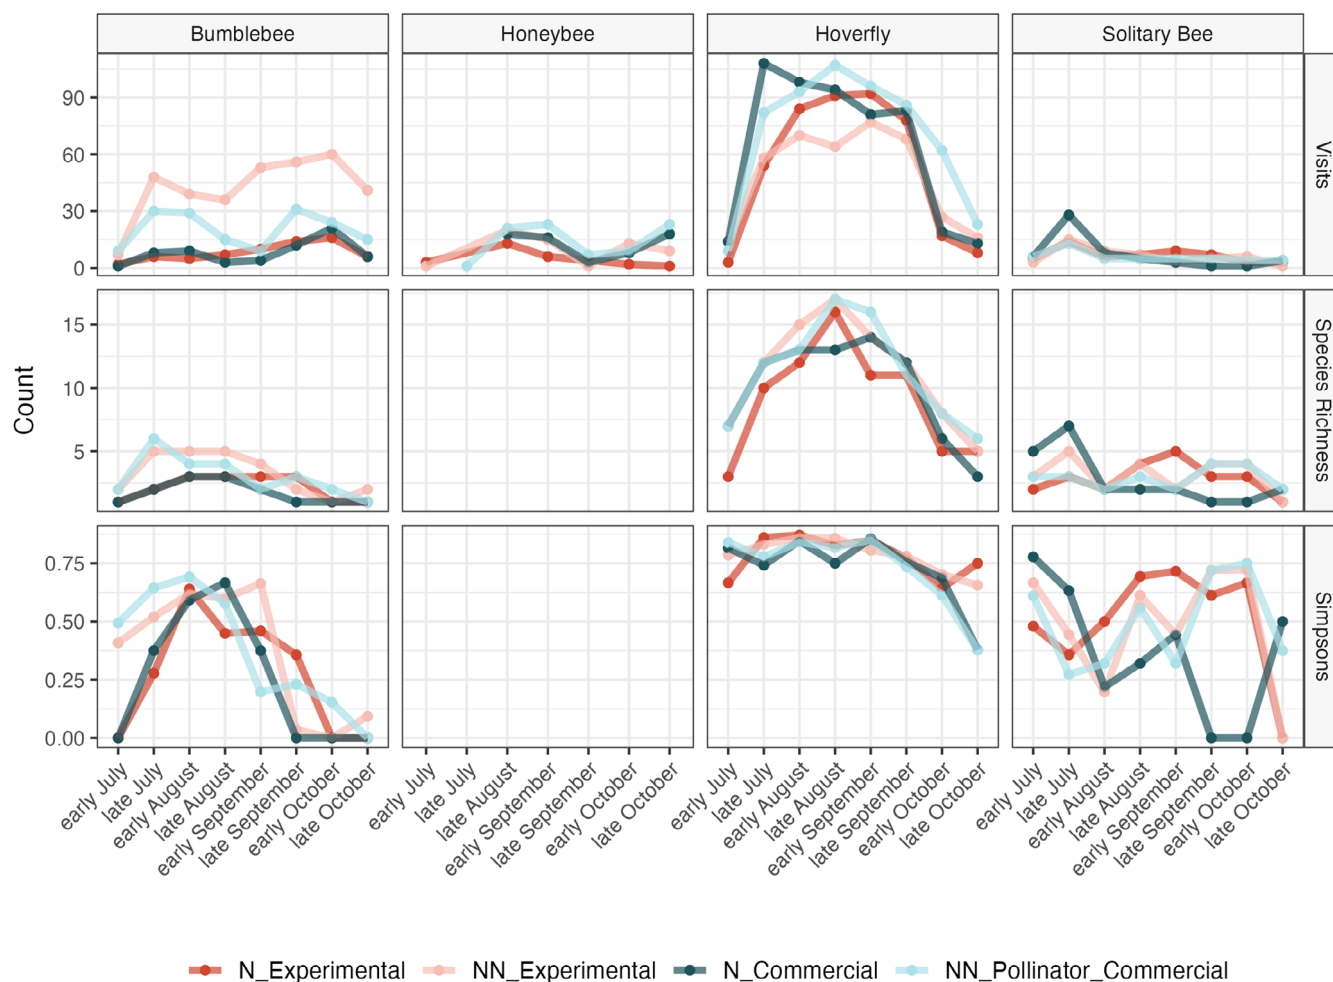 Bumblebee
Honeybee
Hoverfly
Solitary Bee
Visits
90
60
30
0
Species Richness
15
10
5
Simpsons
0.75
0.50
0.25
0.00
Count
early July
late July
early August
late August
early September
late September
early October
late October
early July
late July
late August
early September
late September
early October
late October
early July
late July
early August
late August
early September
late September
early October
late October
early July
late July
early August
late August
early September
late September
early October
late October
N_Experimental
NN_Experimental
N_Commercial
NN_Pollinator_Commercial